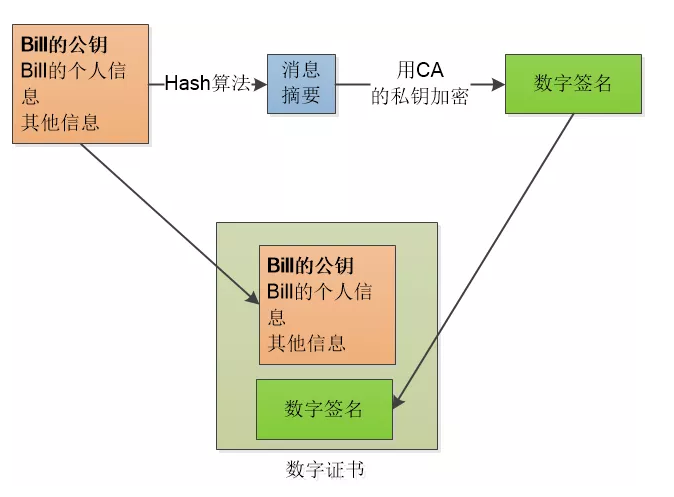 Bill的公钥
Bill的个人信
息
其他信息
Hash算法
消息
摘要
用CA
的私钥加密
数字签名
Bill的公钥
Bill的个人信
息
其他信息
数字签名
数字证书